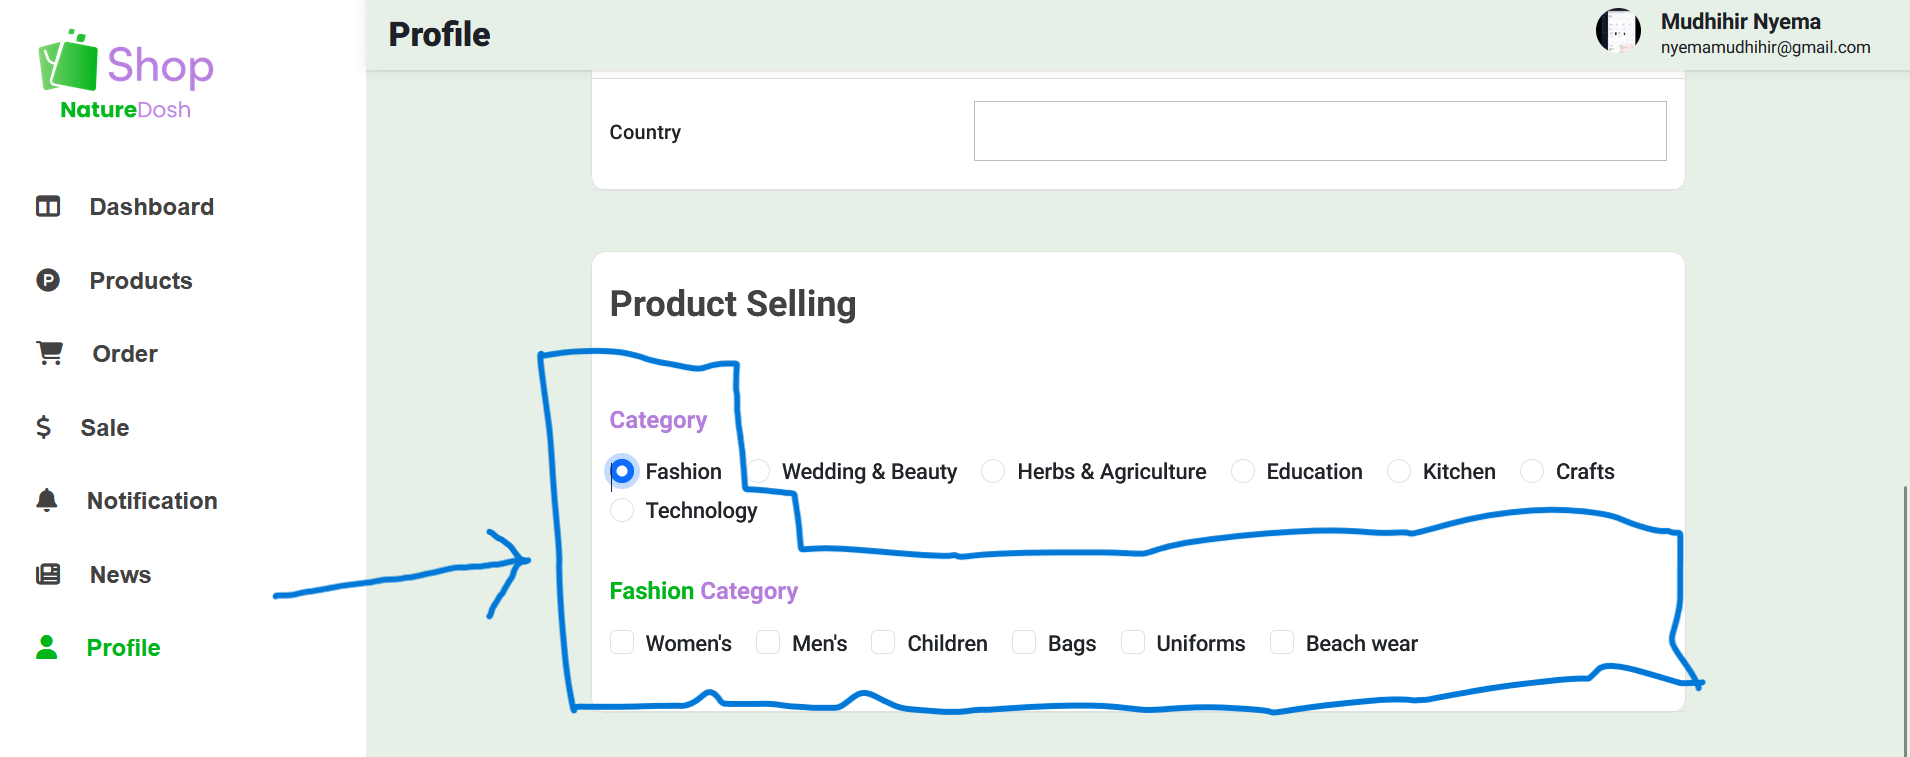 Shop
NatureDosh
Dashboard
Products
Order
Sale
Notification
News
Profile
Profile
Mudhihir Nyema
nyemamudhihir@gmail.com
Country
Product Selling
Category
Fashion Wedding & Beauty Herbs & Agriculture Education Kitchen Crafts
Technology
Fashion Category
Women's Men's Children Bags Uniforms Beach wear